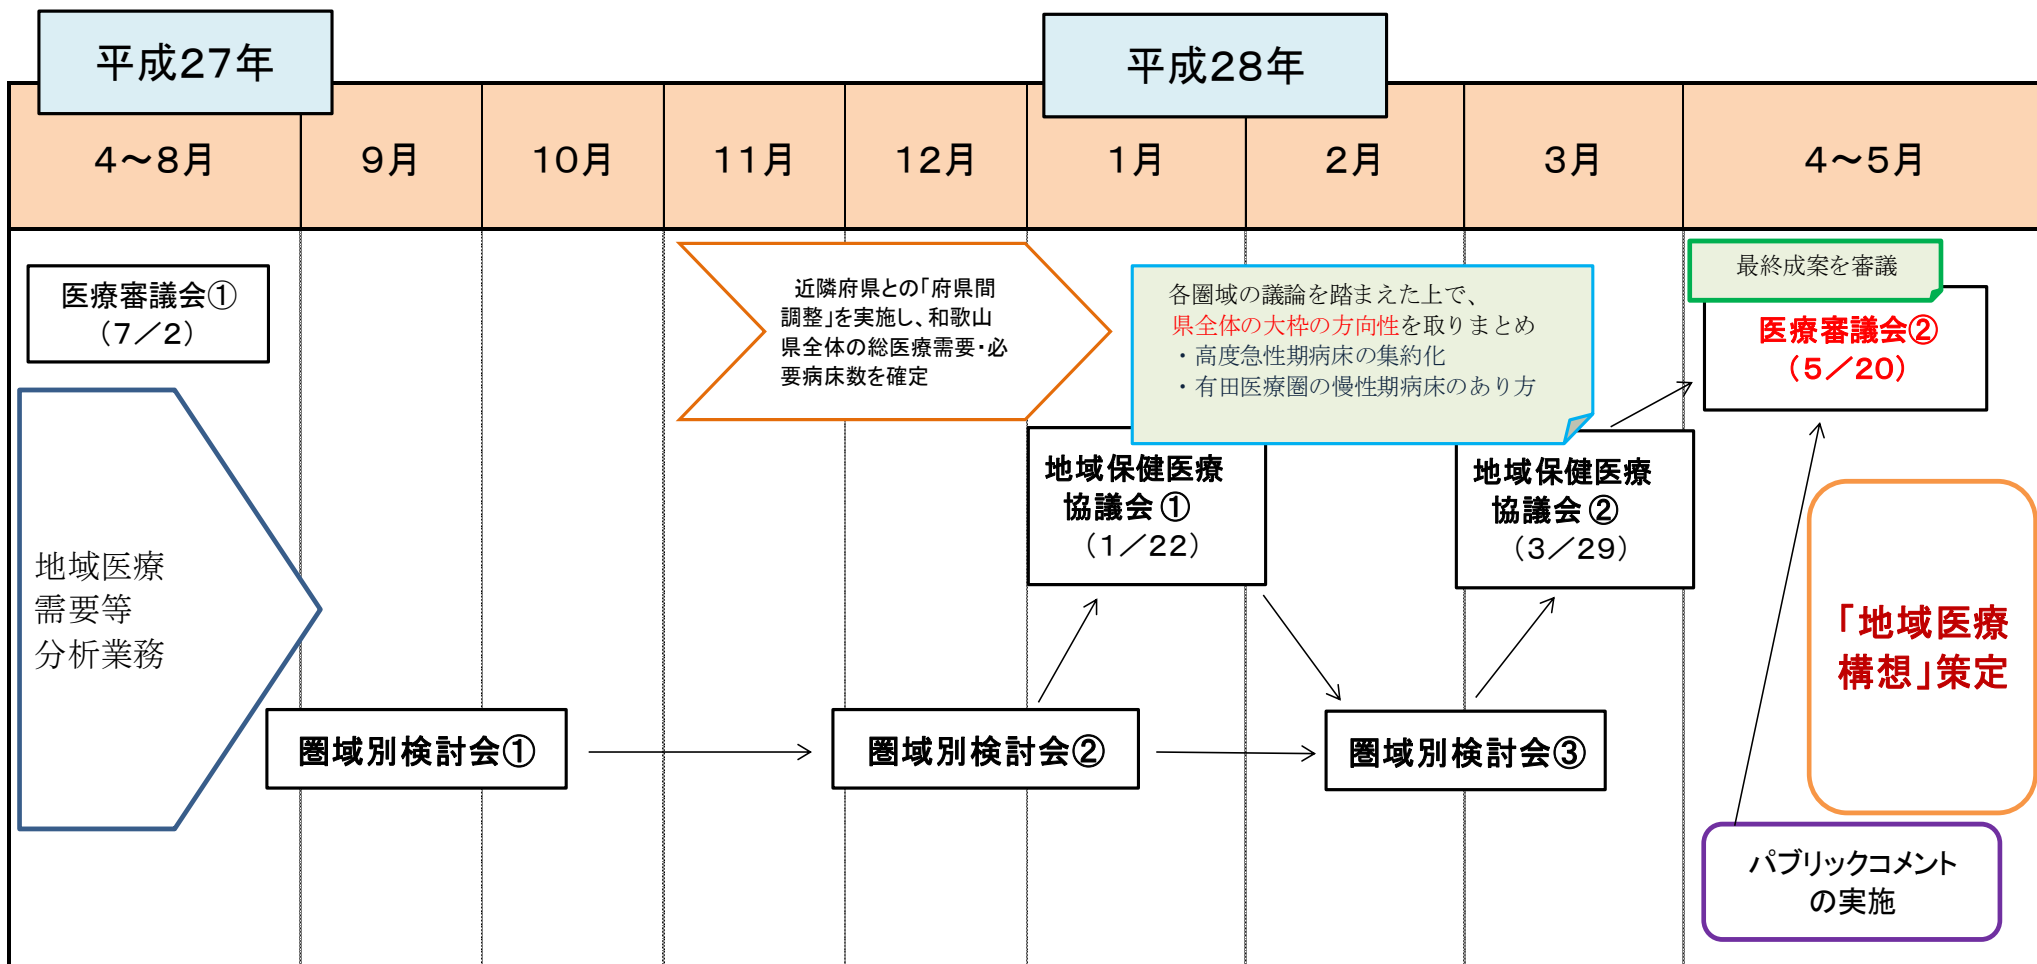 平成27年
平成28年
4～8月
9月
10月
11月
12月
1月
2月
3月
4～5月
医療審議会①
（7／2）
近隣府県との「府県間
調整」を実施し、和歌山
県全体の総医療需要・必
要病床数を確定
各圏域の議論を踏まえた上で、
県全体の大枠の方向性を取りまとめ
・高度急性期病床の集約化
・有田医療圏の慢性期病床のあり方
最終成案を審議
医療審議会②
（5／20）
地域保健医療
協議会①
（1／22）
地域保健医療
協議会②
（3／29）
地域医療
需要等
分析業務
「地域医療
構想」策定
圏域別検討会①
圏域別検討会②
圏域別検討会③
パブリックコメント
の実施